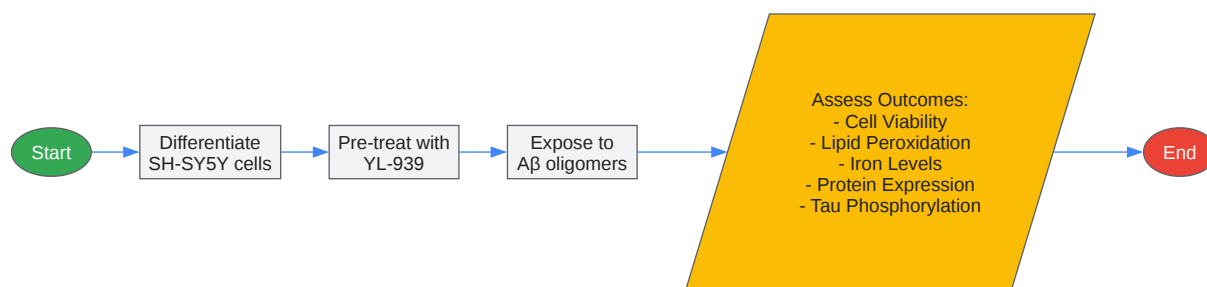 Start
Differentiate
SH-SY5Y cells
Pre-treat with
YL-939
Expose to
Aβ oligomers
Assess Outcomes:
- Cell Viability
- Lipid Peroxidation
- Iron Levels
- Protein Expression
- Tau Phosphorylation
End